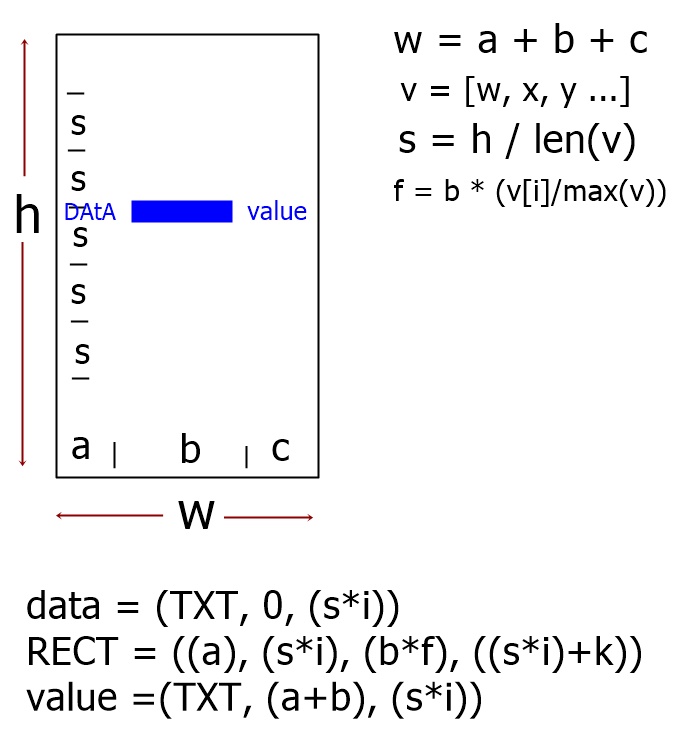 w = a + b + c
v = [w, x, y ...]
s = h / len(v)
f = b * (v[i]/max(v))
s
s
h
DAtA
value
s
s
s
a
b
c
w
data = (TXT, 0, (s*i))
RECT = ((a), (s*i), (b*f), ((s*i)+k))
value =(TXT, (a+b), (s*i))